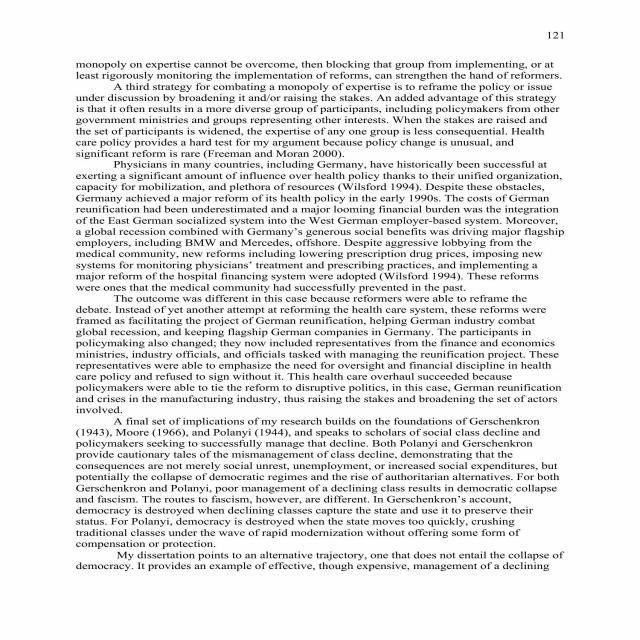 121
monopoly on expertise cannot be overcome, then blocking that group from implementing, or at
least rigorously monitoring the implementation of reforms, can strengthen the hand of reformers.
A third strategy for combating a monopoly of expertise is to reframe the policy or issue
under discussion by broadening it and/or raising the stakes. An added advantage of this strategy
is that it often results in a more diverse group of participants, including policymakers from other
government ministries and groups representing other interests. When the stakes are raised and
the set of participants is widened, the expertise of any one group is less consequential. Health
care policy provides a hard test for my argument because policy change is unusual, and
significant reform is rare (Freeman and Moran 2000).
Physicians in many countries, including Germany, have historically been successful at
exerting a significant amount of influence over health policy thanks to their unified organization,
capacity for mobilization, and plethora of resources (Wilsford 1994). Despite these obstacles,
Germany achieved a major reform of its health policy in the early 1990s. The costs of German
reunification had been underestimated and a major looming financial burden was the integration
of the East German socialized system into the West German employer-based system. Moreover,
a global recession combined with Germany's generous social benefits was driving major flagship
employers, including BMW and Mercedes, offshore. Despite aggressive lobbying from the
medical community, new reforms including lowering prescription drug prices, imposing new
systems for monitoring physicians' treatment and prescribing practices, and implementing a
major reform of the hospital financing system were adopted (Wilsford 1994). These reforms
were ones that the medical community had successfully prevented in the past.
The outcome was different in this case because reformers were able to reframe the
debate. Instead of yet another attempt at reforming the health care system, these reforms were
framed as facilitating the project of German reunification, helping German industry combat
global recession, and keeping flagship German companies in Germany. The participants in
policymaking also changed; they now included representatives from the finance and economics
ministries, industry officials, and officials tasked with managing the reunification project. These
representatives were able to emphasize the need for oversight and financial discipline in health
care policy and refused to sign without it. This health care overhaul succeeded because
policymakers were able to tie the reform to disruptive politics, in this case, German reunification
and crises in the manufacturing industry, thus raising the stakes and broadening the set of actors
involved.
A final set of implications of my research builds on the foundations of Gerschenkron
(1943), Moore (1966), and Polanyi (1944), and speaks to scholars of social class decline and
policymakers seeking to successfully manage that decline. Both Polanyi and Gerschenkron
provide cautionary tales of the mismanagement of class decline, demonstrating that the
consequences are not merely social unrest, unemployment, or increased social expenditures, but
potentially the collapse of democratic regimes and the rise of authoritarian alternatives. For both
Gerschenkron and Polanyi, poor management of a declining class results in democratic collapse
and fascism. The routes to fascism, however, are different. In Gerschenkron's account,
democracy is destroyed when declining classes capture the state and use it to preserve their
status. For Polanyi, democracy is destroyed when the state moves too quickly, crushing
traditional classes under the wave of rapid modernization without offering some form of
compensation or protection.
My dissertation points to an alternative trajectory, one that does not entail the collapse of
democracy. It provides an example of effective, though expensive, management of a declining